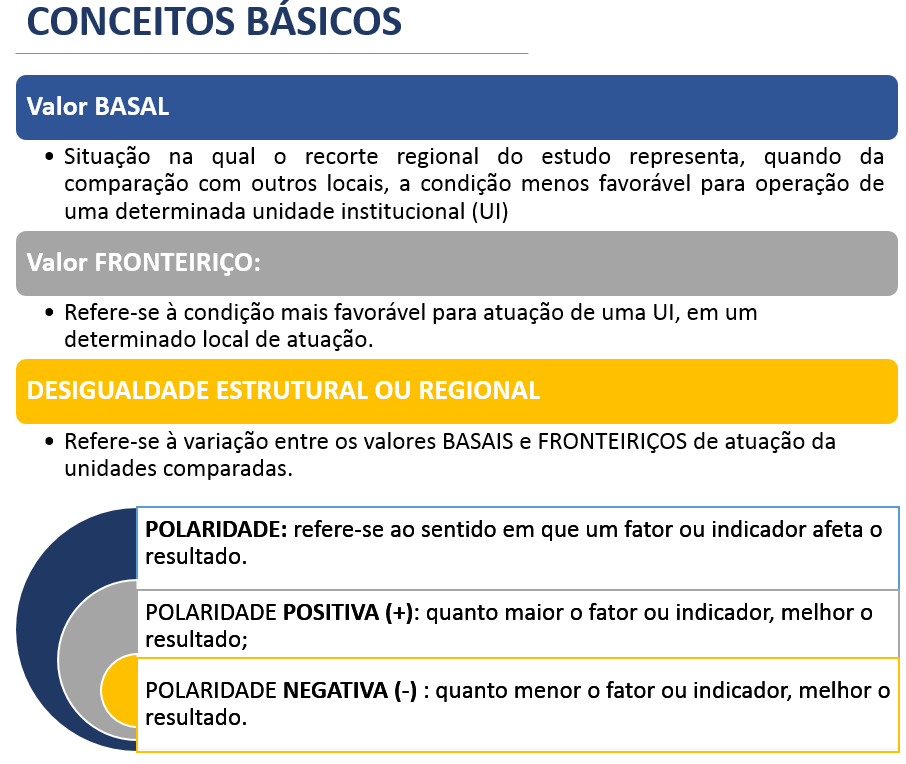 CONCEITOS BÁSICOS
Valor BASAL
• Situação na qual o recorte regional do estudo representa, quando da
comparação com outros locais, a condição menos favorável para operação de
uma determinada unidade institucional (UI)
Valor FRONTEIRIÇO:
• Refere-se à condição mais favorável para atuação de uma UI, em um
determinado local de atuação.
DESIGUALDADE ESTRUTURAL OU REGIONAL
• Refere-se à variação entre os valores BASAIS e FRONTEIRIÇOS de atuação da
unidades comparadas.
POLARIDADE: refere-se ao sentido em que um fator ou indicador afeta o
resultado.
POLARIDADE POSITIVA (+): quanto maior o fator ou indicador, melhor o
resultado;
POLARIDADE NEGATIVA (-) : quanto menor o fator ou indicador, melhor o
resultado.